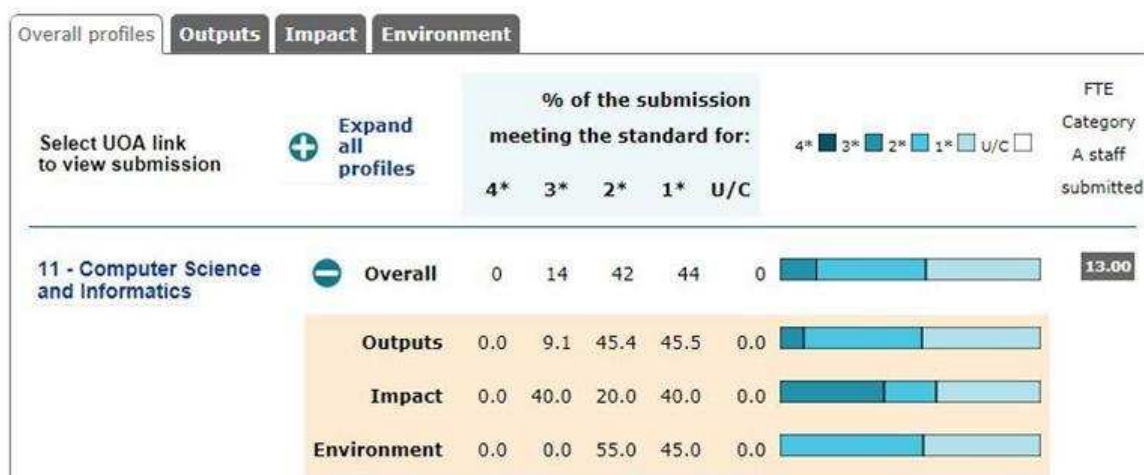 Overall profiles Outputs Impact Environment
% of the submission
meeting the standard for:
4* 3* 2* 1* U/C
Select UOA link
to view submission
Expand
all
profiles
4* 3* 2* 1* U/C
FTE
Category
A staff
submitted
11 - Computer Science
and Informatics
Overall 0 14 42 44 0 13.00
Outputs 0.0 9.1 45.4 45.5 0.0
Impact 0.0 40.0 20.0 40.0 0.0
Environment 0.0 0.0 55.0 45.0 0.0